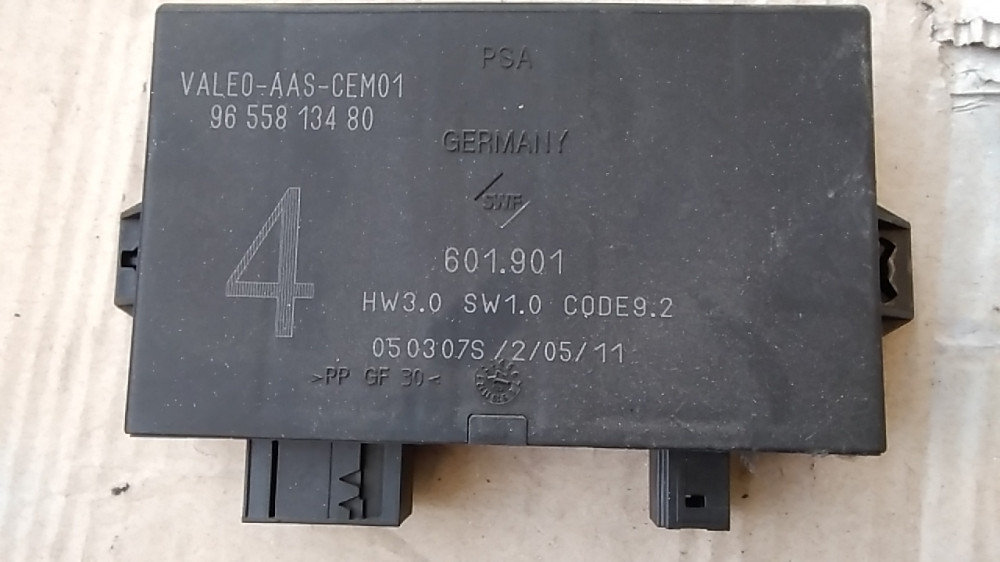 PSA
VALEO-AAS-CEM01
96 558 134 80
GERMANY
SWF
4
601.901
HW3.0 SW1.0 CODE9.2
050307S/2/05/11
>PP GF 30<